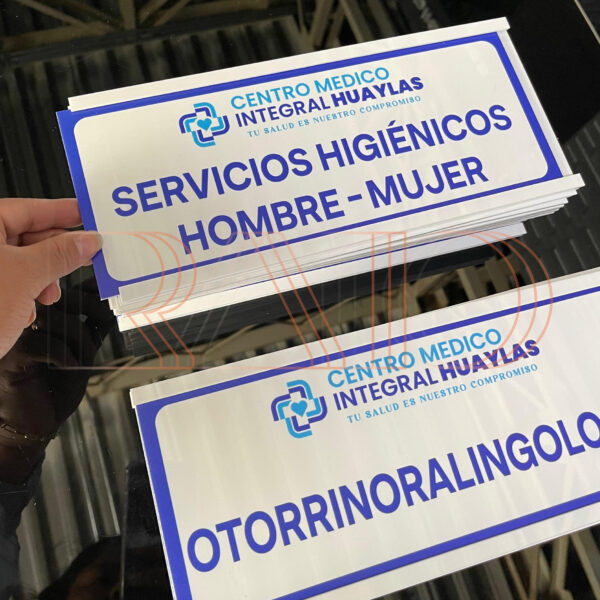 CENTRO MEDICO
INTEGRAL HUAYLAS
TU SALUD ES NUESTRO COMPROMISO
SERVICIOS HIGIÉNICOS
HOMBRE - MUJER
CENTRO MEDICO
INTEGRAL HUAYLAS
TU SALUD ES NUESTRO COMPROMISO
OTORRINORALINGOLO